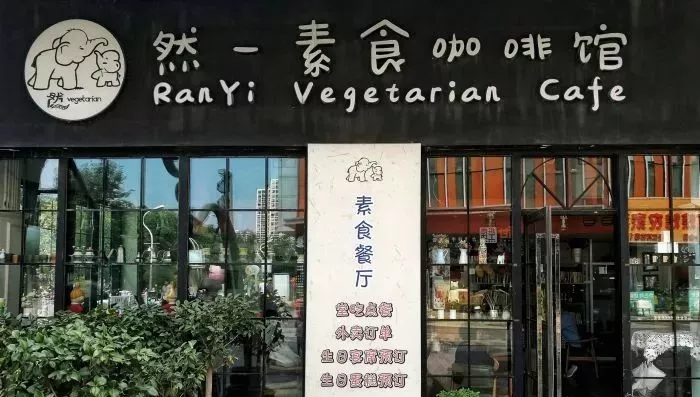 然一素食咖啡馆
RanYi Vegetarian Cafe
vegetarian
素食餐厅
堂吃点餐
外卖订单
生日宴席预订
生日蛋糕预订